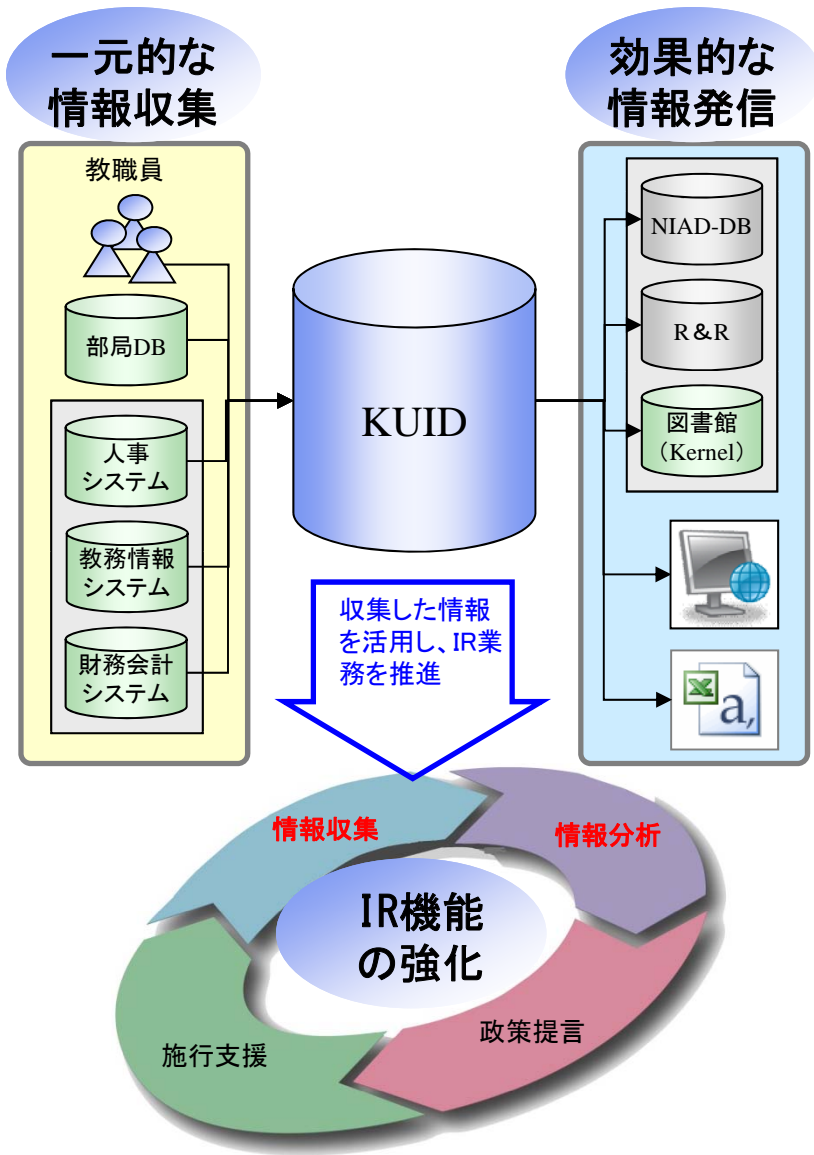 一元的な
情報収集
教職員
部局DB
人事
システム
教務情報
システム
財務会計
システム
KUID
効果的な
情報発信
NIAD-DB
R&R
図書館
(Kernel)
a,
収集した情報
を活用し、IR業
務を推進
情報収集
情報分析
IR機能
の強化
施行支援
政策提言